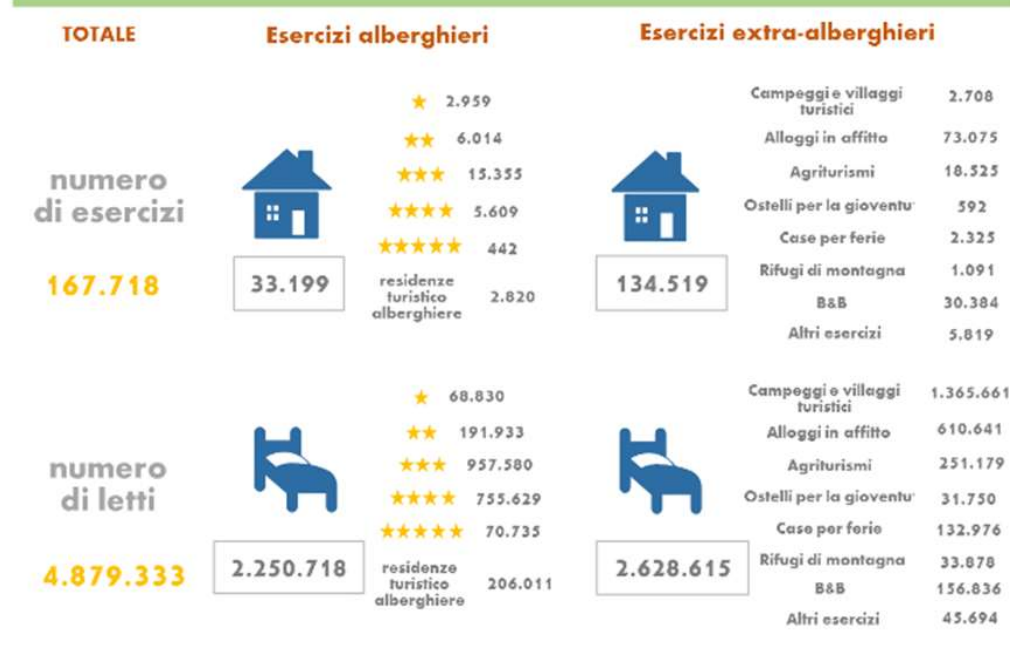 TOTALE
Esercizi alberghieri
Esercizi extra-alberghieri
numero
di esercizi
167.718
33.199
2.959
6.014
15.355
5.609
442
residenze
turistico
alberghiere
2.820
134.519
Campeggi e villaggi
turistici
2.708
Alloggi in affitto
73.075
Agriturismi
18.525
Ostelli per la gioventu'
592
Case per ferie
2.325
Rifugi di montagna
1.091
B&B
30.384
Altri esercizi
5.819
numero
di letti
4.879.333
2.250.718
68.830
191.933
957.580
755.629
70.735
residenze
turistico
alberghiere
206.011
2.628.615
Campeggi e villaggi
turistici
1.365.661
Alloggi in affitto
610.641
Agriturismi
251.179
Ostelli per la gioventu'
31.750
Case per ferie
132.976
Rifugi di montagna
33.878
B&B
156.836
Altri esercizi
45.694